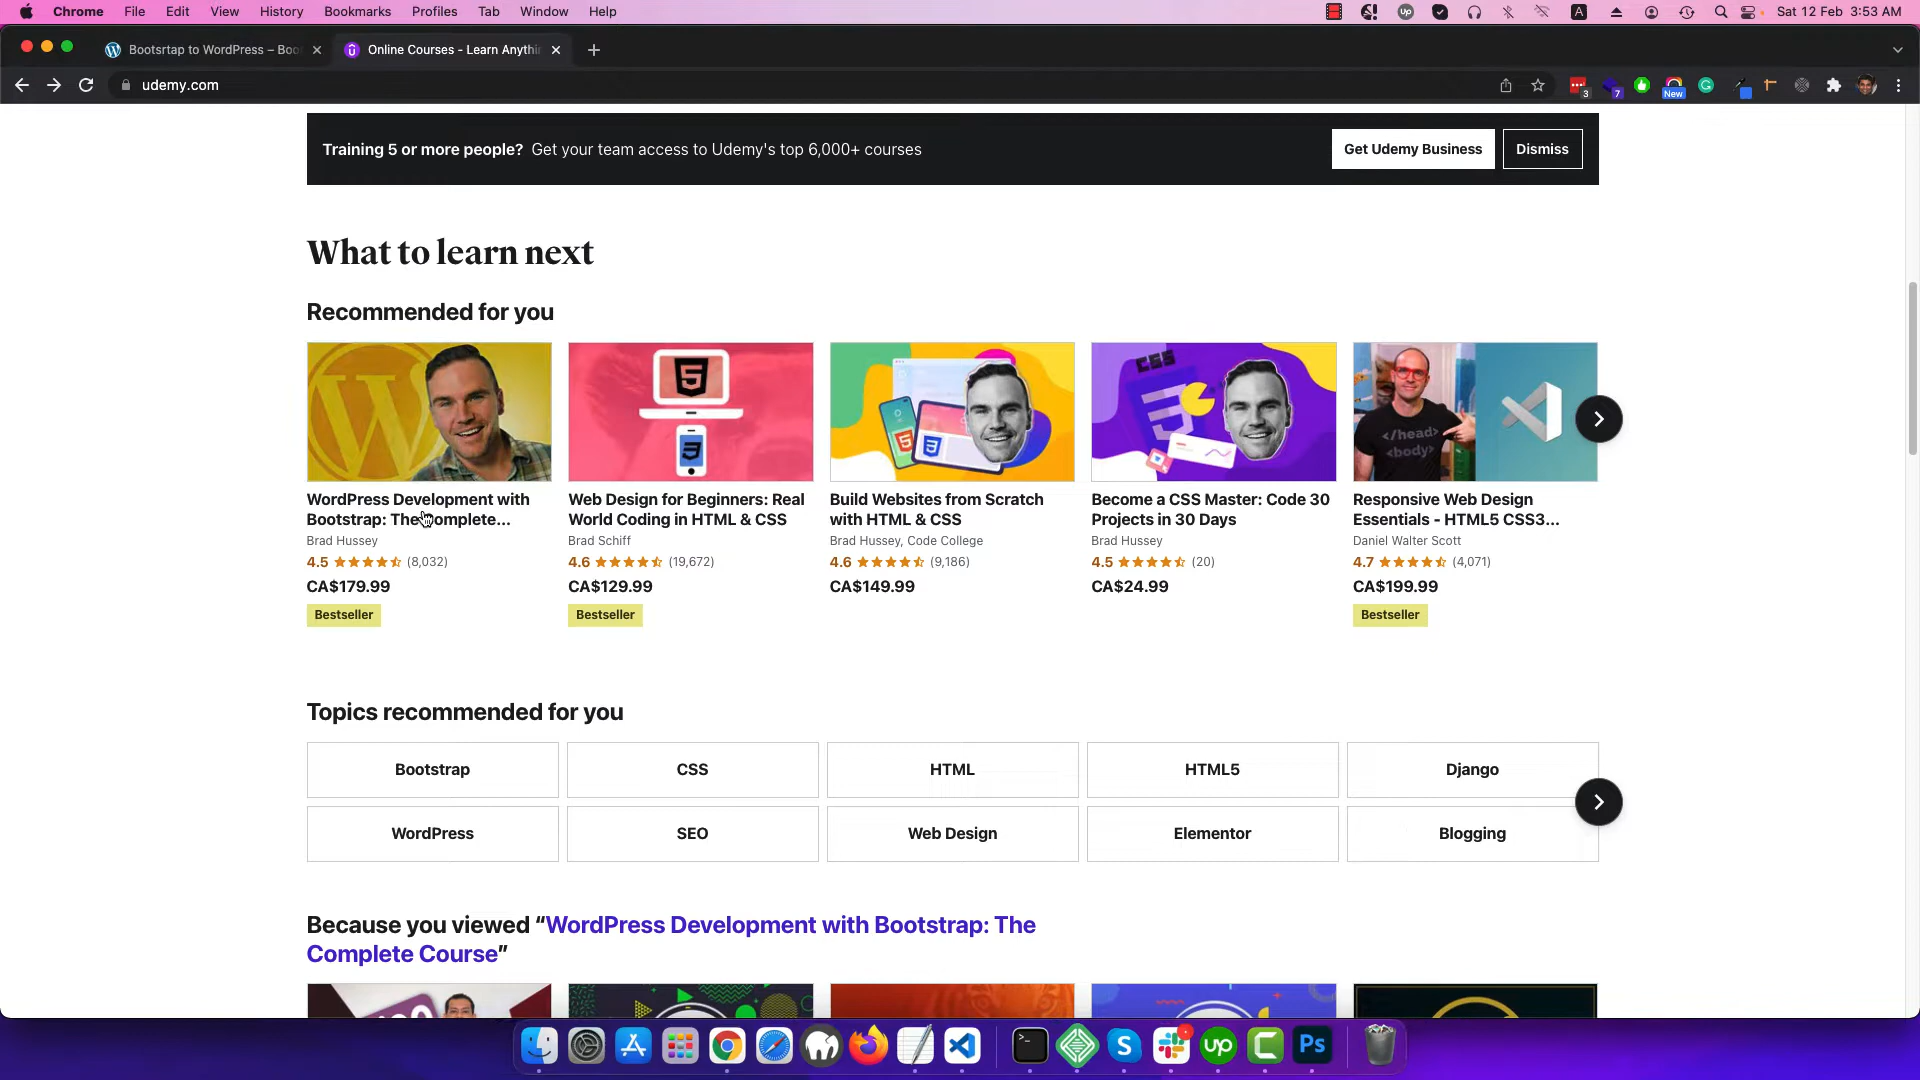 Chrome File Edit View History Bookmarks Profiles Tab Window Help
A
Sat 12 Feb 3:53 AM
Bootsrtap to WordPress – Boo
Online Courses - Learn Anythi
udemy.com
3
7
New
Training 5 or more people? Get your team access to Udemy's top 6,000+ courses
Get Udemy Business
Dismiss
What to learn next
Recommended for you
CSS
</head>
<body>
WordPress Development with
Bootstrap: The Complete...
Brad Hussey
4.5 (8,032)
CA$179.99
Bestseller
Web Design for Beginners: Real
World Coding in HTML & CSS
Brad Schiff
4.6 (19,672)
CA$129.99
Bestseller
Build Websites from Scratch
with HTML & CSS
Brad Hussey, Code College
4.6 (9,186)
CA$149.99
Become a CSS Master: Code 30
Projects in 30 Days
Brad Hussey
4.5 (20)
CA$24.99
Responsive Web Design
Essentials - HTML5 CSS3...
Daniel Walter Scott
4.7 (4,071)
CA$199.99
Bestseller
Topics recommended for you
Bootstrap
CSS
HTML
HTML5
Django
WordPress
SEO
Web Design
Elementor
Blogging
Because you viewed “WordPress Development with Bootstrap: The
Complete Course”
up
Ps